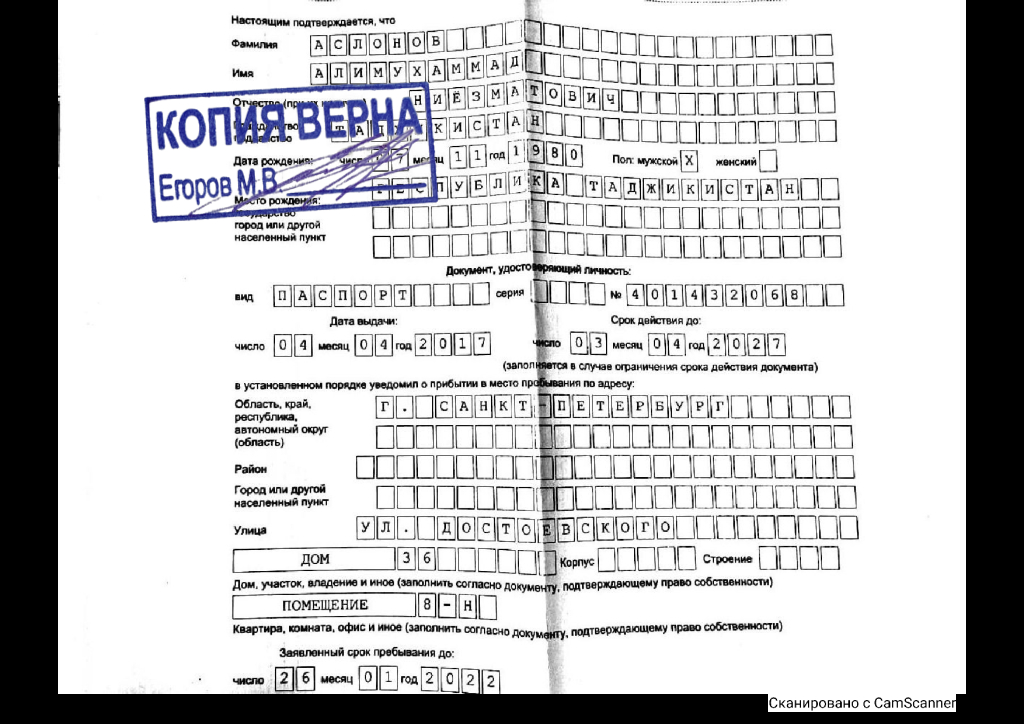 Настоящим подтверждается, что
Фамилия АСЛОНОВ
Имя АЛИМУХАММАД
Отчество (при НИЁЗМАТОВИЧ
КОПИЯ ВЕРНА
ТАДЖИКИСТАН
Дата рождения: число 7 месяц 11 год 1980 Пол: мужской X женский
Егоров М.В.
Место рождения: РЕСПУБЛИКА ТАДЖИКИСТАН
государство
город или другой
населенный пункт
Документ, удостоверяющий личность:
вид ПАСПОРТ серия № 401432068
Дата выдачи: Срок действия до:
число 04 месяц 04 год 2017 число 03 месяц 04 год 2027
(заполняется в случае ограничения срока действия документа)
в установленном порядке уведомил о прибытии в место пребывания по адресу:
Область, край, Г. САНКТ-ПЕТЕРБУРГ
республика,
автономный округ
(область)
Район
Город или другой
населенный пункт
Улица УЛ. ДОСТОЕВСКОГО
ДОМ 36 Корпус Строение
Дом, участок, владение и иное (заполнить согласно документу, подтверждающему право собственности)
ПОМЕЩЕНИЕ 8-Н
Квартира, комната, офис и иное (заполнить согласно документу, подтверждающему право собственности)
Заявленный срок пребывания до:
число 26 месяц 01 год 2022
Сканировано с CamScanner